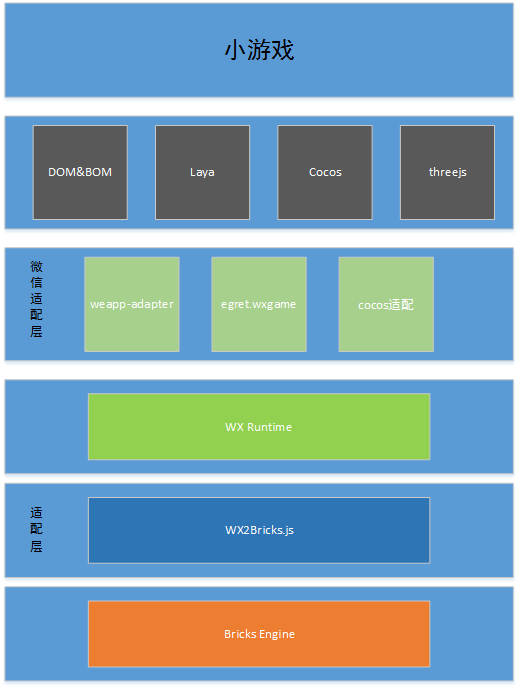 小游戏
DOM&BOM
Laya
Cocos
threejs
微信适配层
weapp-adapter
egret.wxgame
cocos适配
WX Runtime
适配层
WX2Bricks.js
Bricks Engine